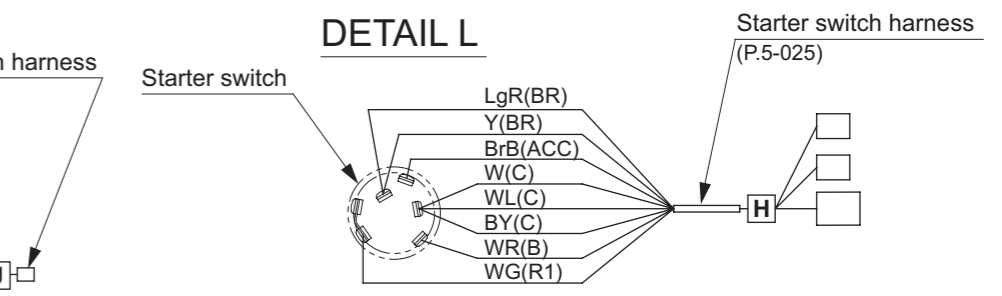 DETAIL L
Starter switch harness
(P.5-025)
harness
Starter switch
LgR(BR)
Y(BR)
BrB(ACC)
W(C)
WL(C)
BY(C)
WR(B)
WG(R1)
H